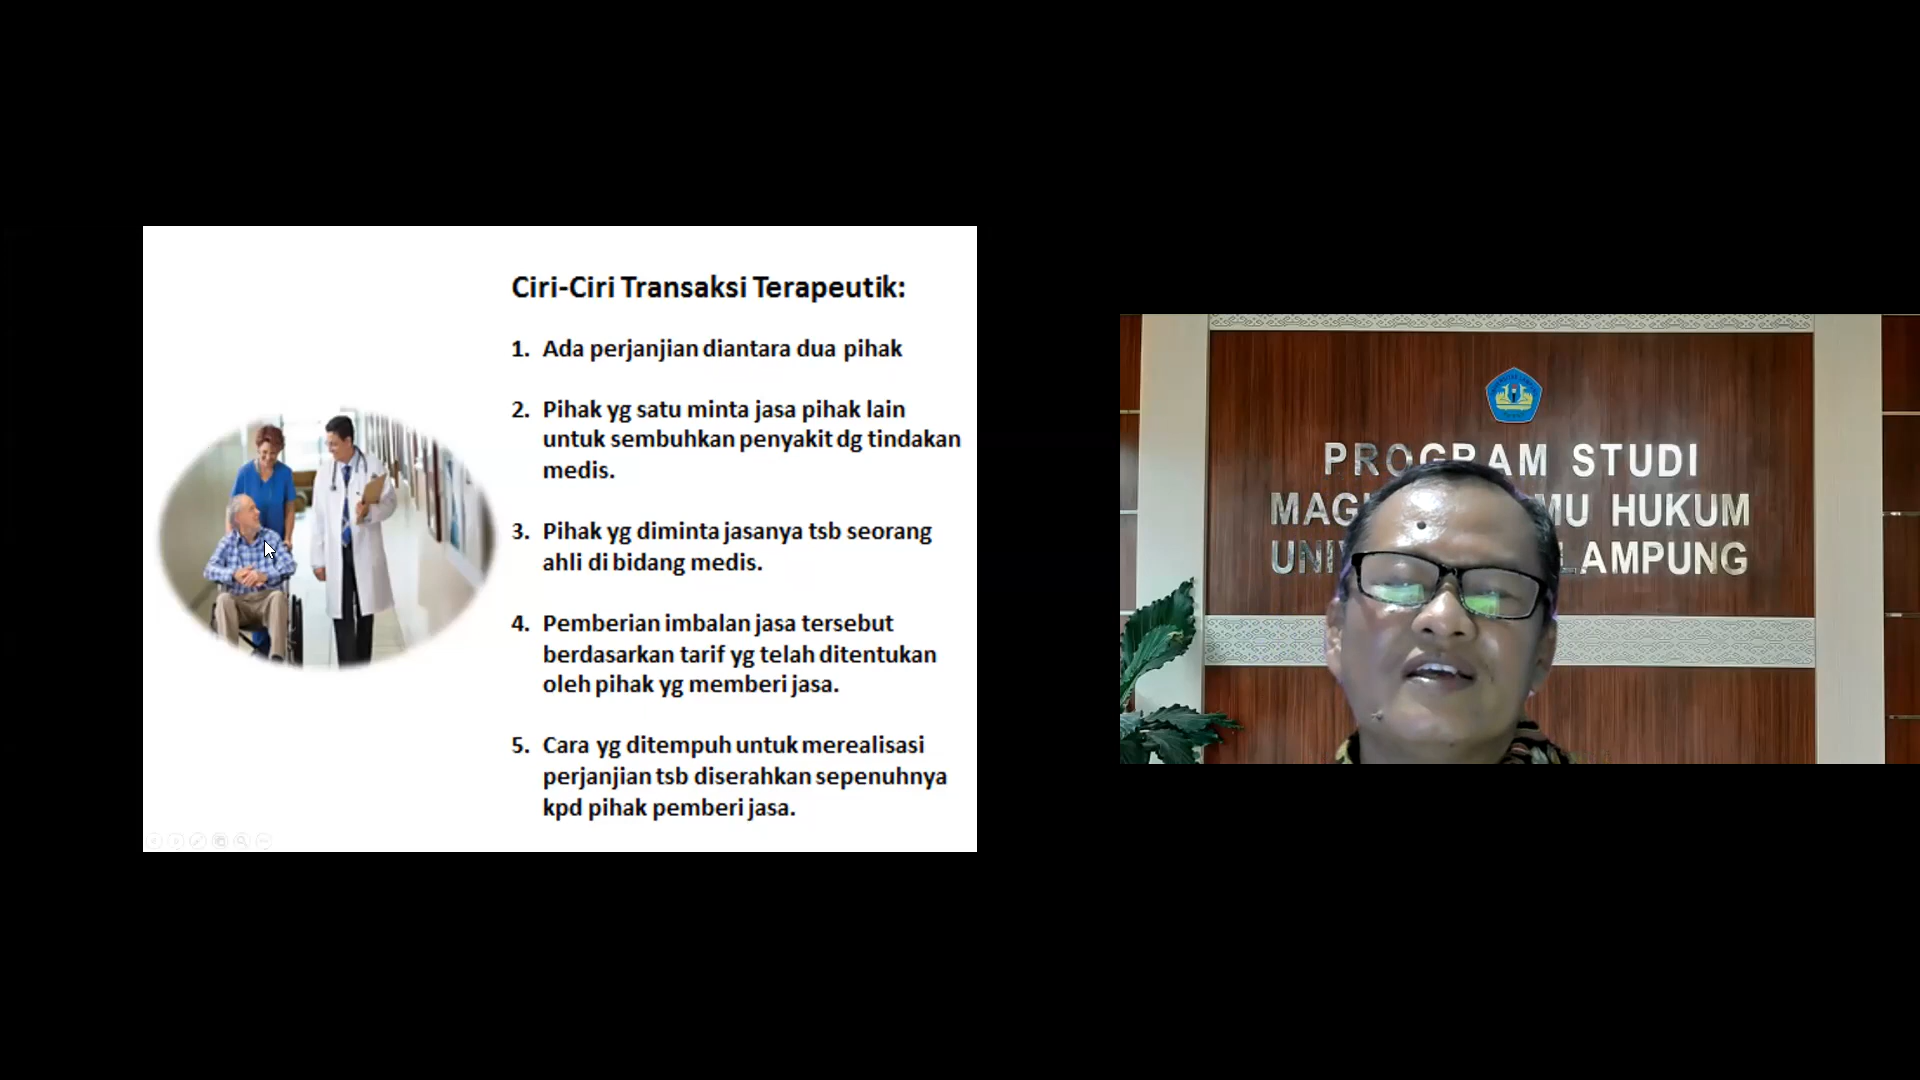 Ciri-Ciri Transaksi Terapeutik:
1. Ada perjanjian diantara dua pihak
2. Pihak yg satu minta jasa pihak lain
untuk sembuhkan penyakit dg tindakan
medis.
3. Pihak yg diminta jasanya tsb seorang
ahli di bidang medis.
4. Pemberian imbalan jasa tersebut
berdasarkan tarif yg telah ditentukan
oleh pihak yg memberi jasa.
5. Cara yg ditempuh untuk merealisasi
perjanjian tsb diserahkan sepenuhnya
kpd pihak pemberi jasa.
PROGRAM STUDI
HUKUM
LAMPUNG